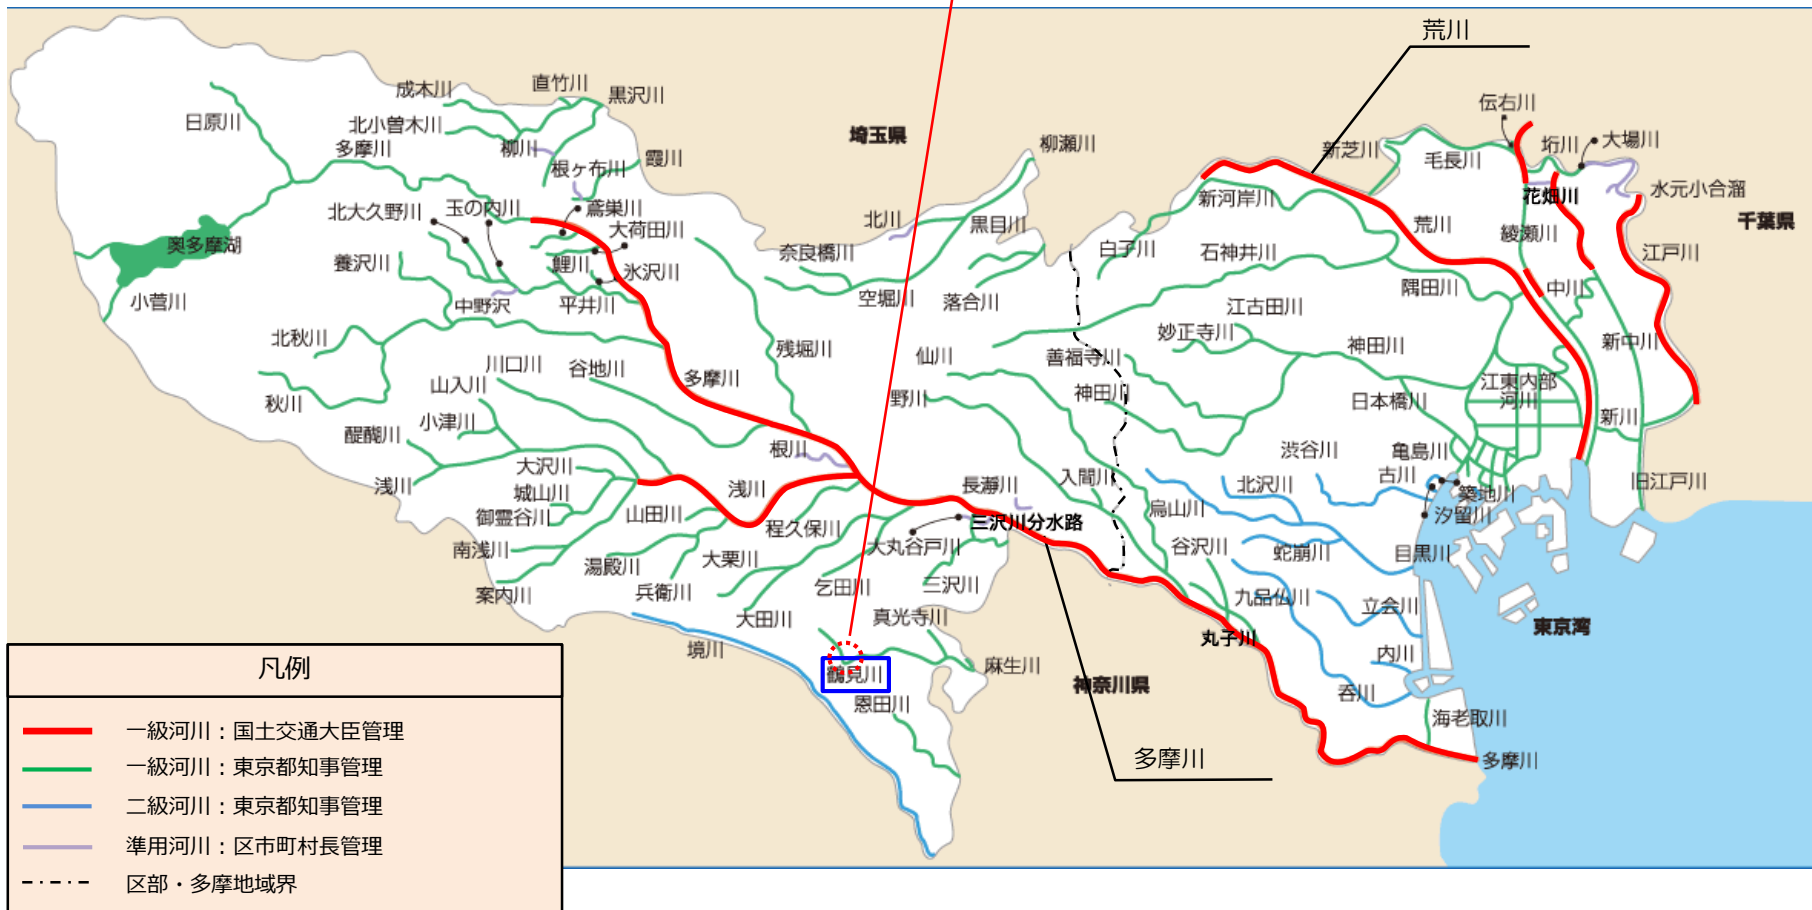 荒川
伝右川
成木川
直竹川
黒沢川
日原川
北小曽木川
埼玉県
柳瀬川
新芝川
毛長川
垳川
大場川
多摩川
柳川
根ヶ布川
霞川
水元小合溜
北大久野川
玉の内川
鳶巣川
大荷田川
北川
黒目川
新河岸川
花畑川
千葉県
奥多摩湖
養沢川
鯉川
氷沢川
奈良橋川
白子川
石神井川
荒川
綾瀬川
江戸川
小菅川
中野沢
平井川
空堀川
落合川
江古田川
隅田川
中川
北秋川
川口川
谷地川
残堀川
仙川
善福寺川
妙正寺川
神田川
新中川
山入川
多摩川
秋川
小津川
野川
神田川
日本橋川
江東内部
河川
新川
醍醐川
根川
渋谷川
亀島川
浅川
大沢川
城山川
御霊谷川
浅川
長瀞川
入間川
北沢川
古川
築地川
旧江戸川
山田川
程久保川
三沢川分水路
烏山川
汐留川
南浅川
湯殿川
大栗川
大丸谷戸川
谷沢川
蛇崩川
目黒川
案内川
兵衛川
乞田川
三沢川
九品仏川
立会川
大田川
真光寺川
丸子川
東京湾
境川
鶴見川
麻生川
神奈川県
内川
恩田川
呑川
海老取川
多摩川
多摩川
凡例
一級河川：国土交通大臣管理
一級河川：東京都知事管理
二級河川：東京都知事管理
準用河川：区市町村長管理
区部・多摩地域界